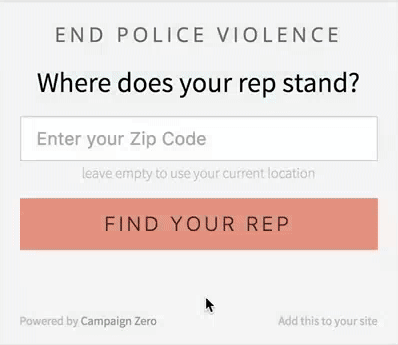 END POLICE VIOLENCE
Where does your rep stand?
Enter your Zip Code
leave empty to use your current location
FIND YOUR REP
Powered by Campaign Zero
Add this to your site